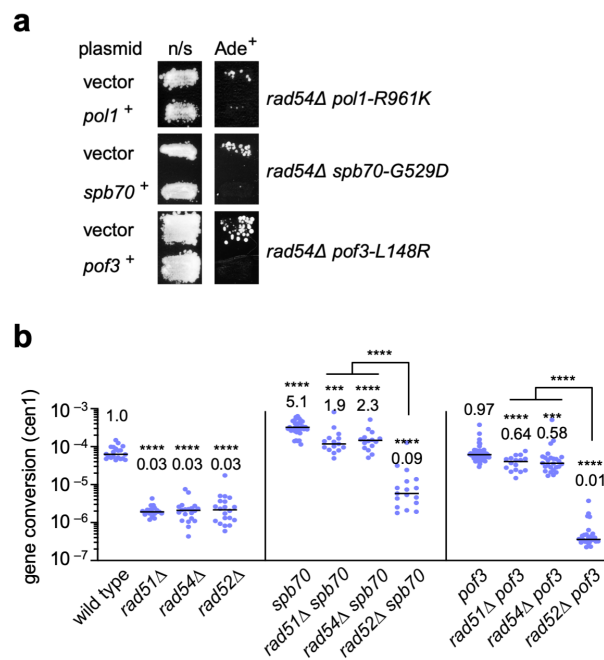 a
plasmid n/s Ade+
vector
pol1 +
rad54Δ pol1-R961K
vector
spb70 +
rad54Δ spb70-G529D
vector
pof3 +
rad54Δ pof3-L148R
b
gene conversion (cen1)
10−3
10−4
10−5
10−6
10−7
1.0
****
0.03
****
0.03
****
0.03
****
5.1
***
1.9
****
2.3
****
****
0.09
0.97
****
0.64
***
0.58
****
****
0.01
wild type
rad51Δ
rad54Δ
rad52Δ
spb70
rad51Δ spb70
rad54Δ spb70
rad52Δ spb70
pof3
rad51Δ pof3
rad54Δ pof3
rad52Δ pof3